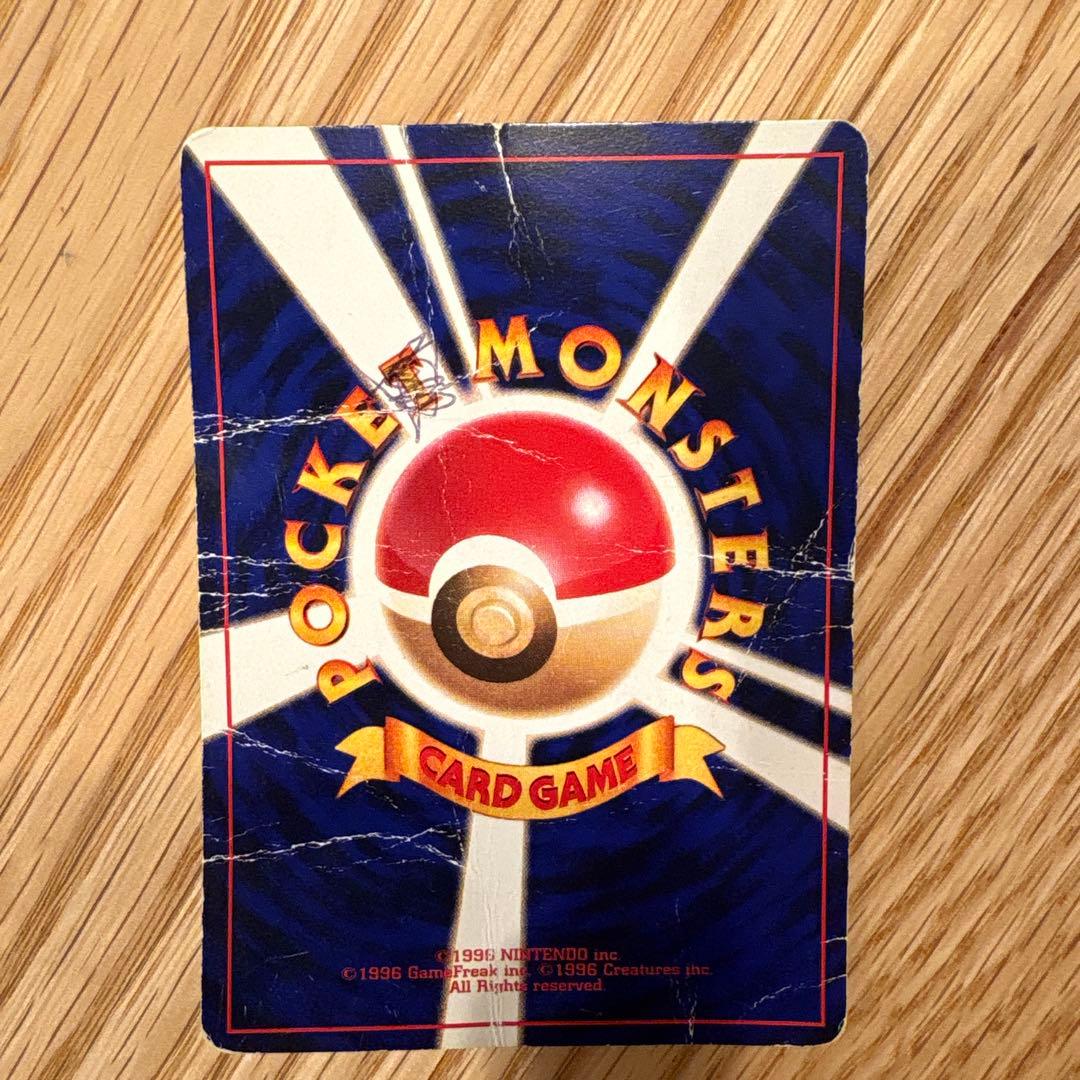 POCKET MONSTERS
CARD GAME
©1996 NINTENDO inc.
©1996 GameFreak inc. ©1996 Creatures inc.
All Rights reserved.